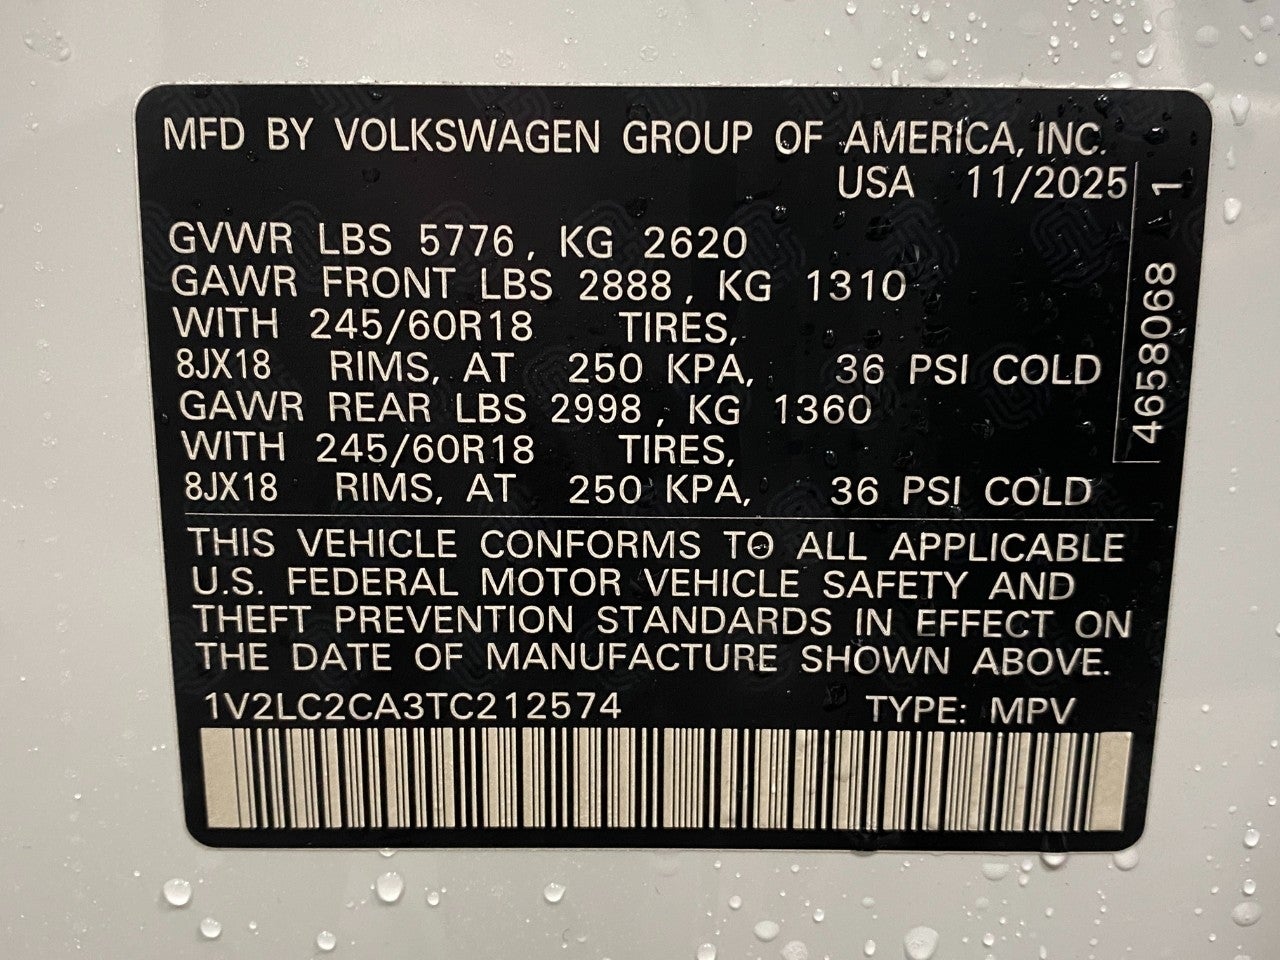 MFD BY VOLKSWAGEN GROUP OF AMERICA, INC.
USA 11/2025
GVWR LBS 5776, KG 2620
GAWR FRONT LBS 2888, KG 1310
WITH 245/60R18 TIRES,
8JX18 RIMS, AT 250 KPA, 36 PSI COLD
GAWR REAR LBS 2998, KG 1360
WITH 245/60R18 TIRES,
8JX18 RIMS, AT 250 KPA, 36 PSI COLD
4658068 1
THIS VEHICLE CONFORMS TO ALL APPLICABLE
U.S. FEDERAL MOTOR VEHICLE SAFETY AND
THEFT PREVENTION STANDARDS IN EFFECT ON
THE DATE OF MANUFACTURE SHOWN ABOVE.
1V2LC2CA3TC212574 TYPE: MPV